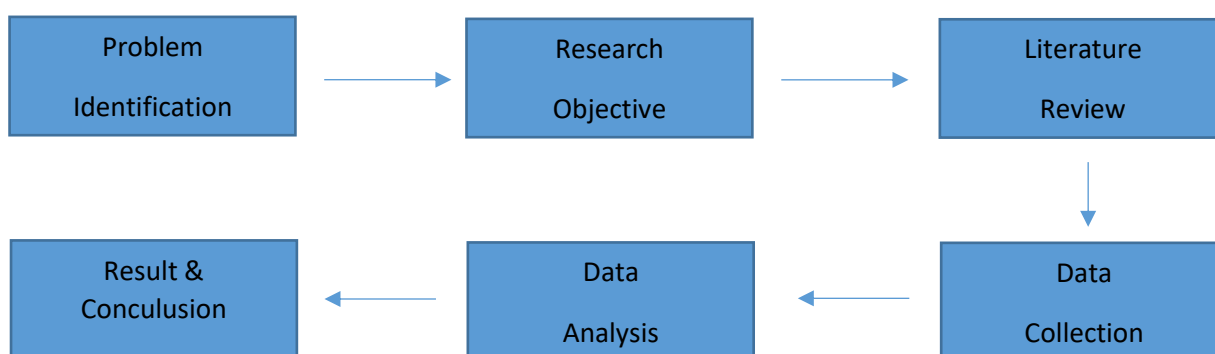 Problem
Identification
Research
Objective
Literature
Review
Data
Collection
Data
Analysis
Result &
Conculusion